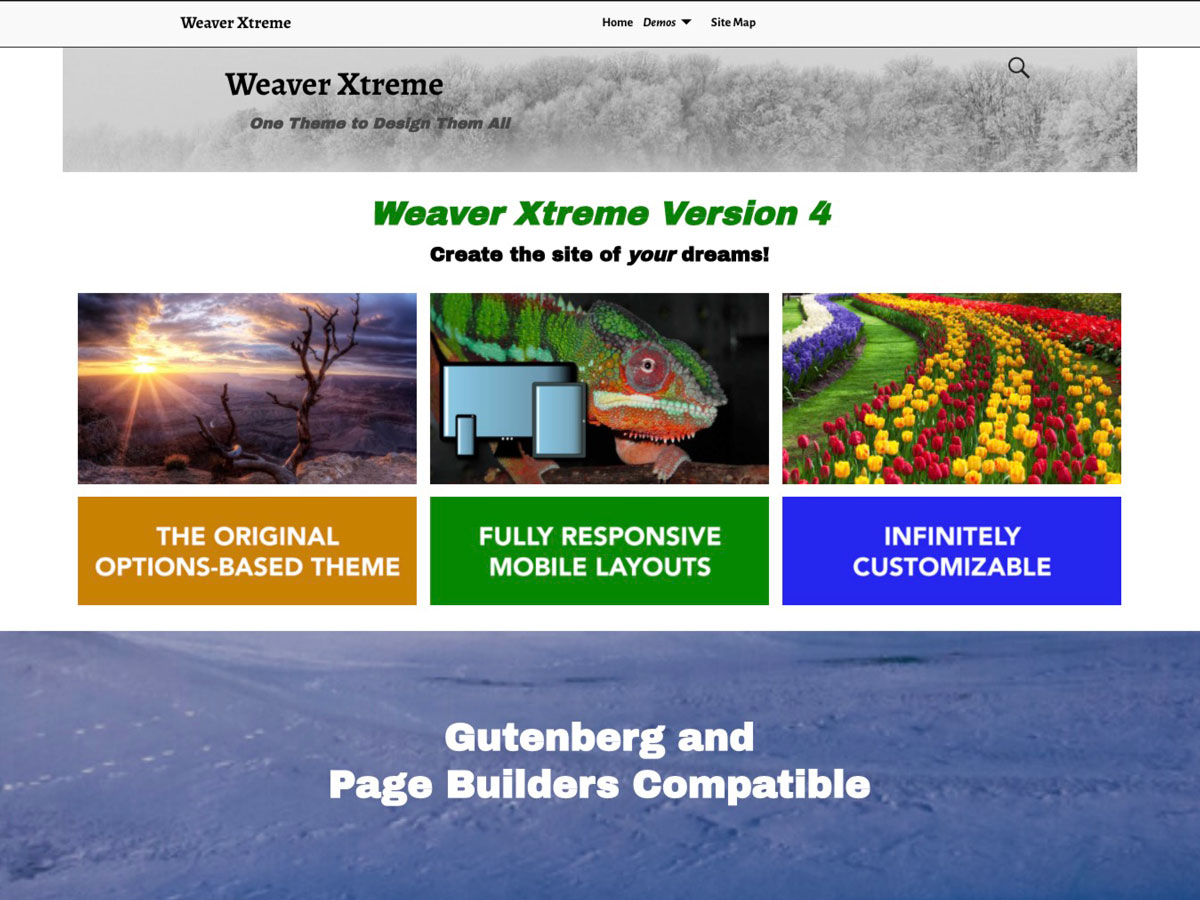 Weaver Xtreme
Home Demos Site Map
Weaver Xtreme
One Theme to Design Them All
Weaver Xtreme Version 4
Create the site of your dreams!
THE ORIGINAL
OPTIONS-BASED THEME
FULLY RESPONSIVE
MOBILE LAYOUTS
INFINITELY
CUSTOMIZABLE
Gutenberg and
Page Builders Compatible